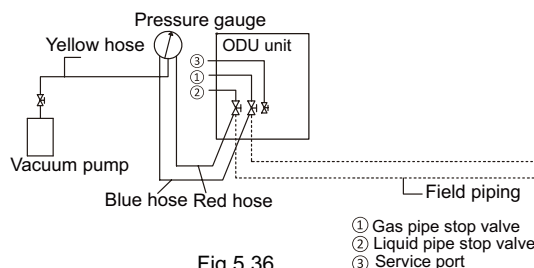 Pressure gauge
Yellow hose
ODU unit
③
①
②
Vacuum pump
Blue hose Red hose
Field piping
① Gas pipe stop valve
② Liquid pipe stop valve
③ Service port
Fig.5.36